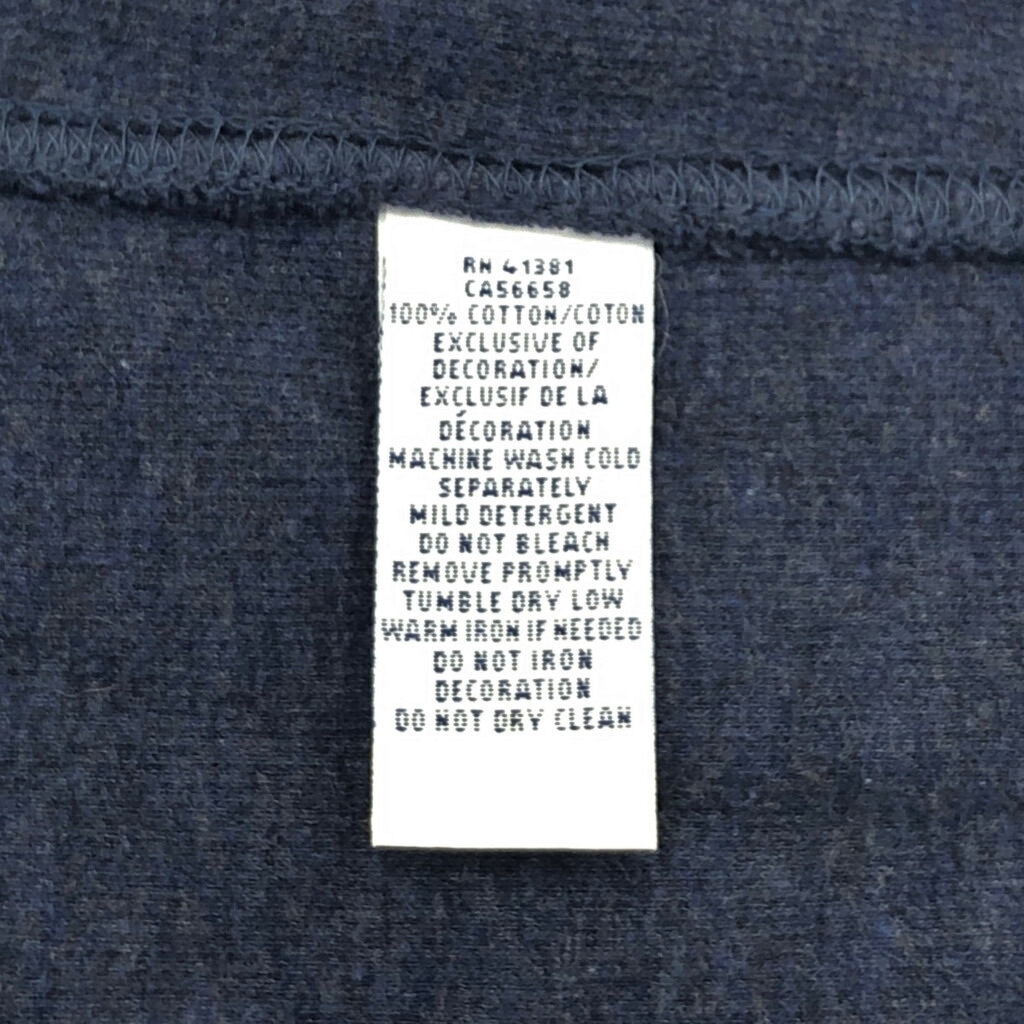 RN 41381
CA56658
100% COTTON/COTON
EXCLUSIVE OF
DECORATION/
EXCLUSIF DE LA
DÉCORATION
MACHINE WASH COLD
SEPARATELY
MILD DETERGENT
DO NOT BLEACH
REMOVE PROMPTLY
TUMBLE DRY LOW
WARM IRON IF NEEDED
DO NOT IRON
DECORATION
DO NOT DRY CLEAN